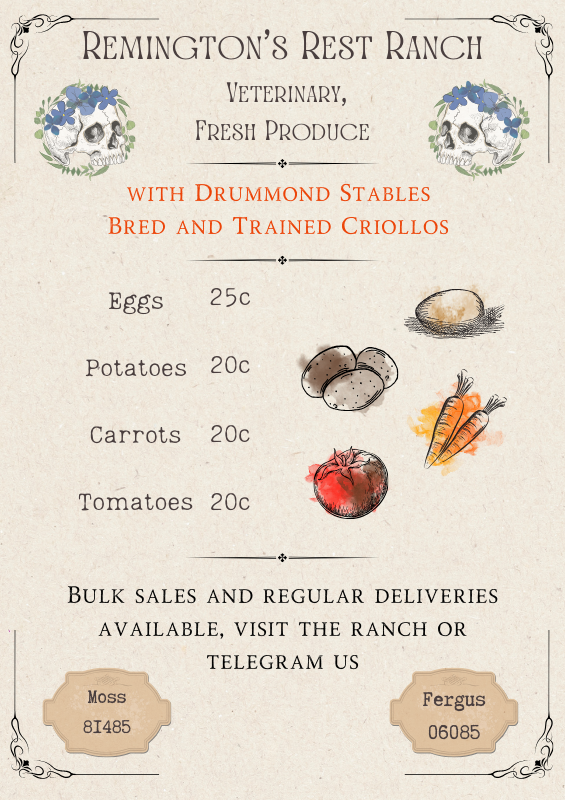 Remington's Rest Ranch
Veterinary,
Fresh Produce
with Drummond Stables
Bred and Trained Criollos
Eggs 25c
Potatoes 20c
Carrots 20c
Tomatoes 20c
Bulk sales and regular deliveries
available, visit the ranch or
telegram us
Moss
81485
Fergus
06085